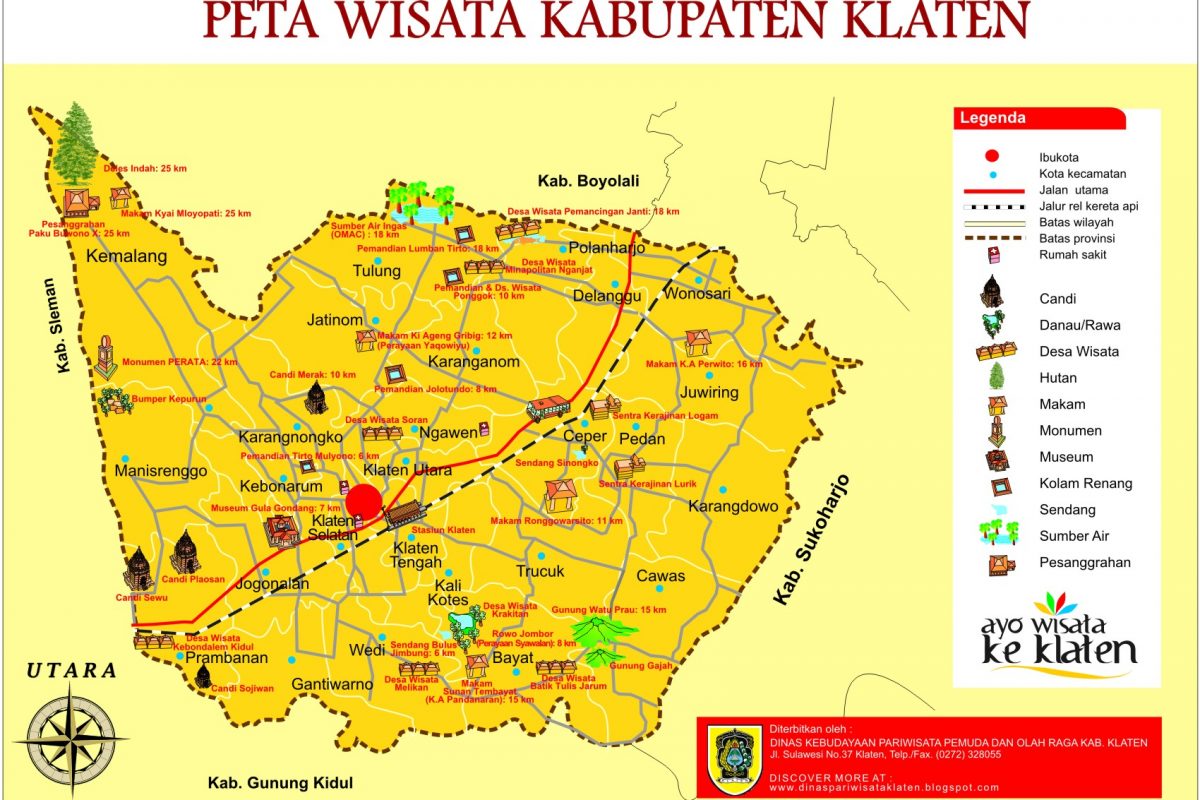 PETA WISATA KABUPATEN KLATEN
Legenda
Ibukota
Kota kecamatan
Jalan utama
Jalur rel kereta api
Batas wilayah
Batas provinsi
Rumah sakit
Candi
Danau/Rawa
Desa Wisata
Hutan
Makam
Monumen
Museum
Kolam Renang
Sendang
Sumber Air
Pesanggrahan
ayo wisata
ke klaten
Deles Indah: 25 km
Makam Kyai Mloyopati: 25 km
Pesanggrahan
Paku Buwono X: 25 km
Kemalang
Kab. Sleman
Kab. Boyolali
Sumber Air Ingas
(OMAC) : 18 km
Desa Wisata Pemancingan Janti: 18 km
Pemandian Lumban Tirto: 18 km
Polanharjo
Tulung
Desa Wisata
Minapolitan Nganjat
Pemandian & Ds. Wisata
Ponggok: 10 km
Delanggu
Wonosari
Jatinom
Makam Ki Ageng Gribig: 12 km
(Perayaan Yaqowiyu)
Karanganom
Monumen PERATA: 22 km
Makam K.A Perwito: 16 km
Candi Merak: 10 km
Pemandian Jolotundo: 8 km
Juwiring
Bumper Kepurun
Desa Wisata Soran
Sentra Kerajinan Logam
Karangnongko
Ngawen
Ceper
Pedan
Pemandian Tirto Mulyono: 6 km
Klaten Utara
Sendang Sinongko
Manisrenggo
Kebonarum
Sentra Kerajinan Lurik
Museum Gula Gondang: 7 km
Karangdowo
Klaten
Selatan
Makam Ronggowarsito: 11 km
Stasiun Klaten
Kab. Sukoharjo
Klaten
Tengah
Candi Plaosan
Trucuk
Cawas
Jogonalan
Kali
Kotes
Candi Sewu
Desa Wisata
Krakitan
Gunung Watu Prau: 15 km
Desa Wisata
Kebondalem Kidul
Rowo Jombor
(Perayaan Syawalan): 8 km
Sendang Bulus
Jimbung: 6 km
Wedi
Prambanan
Bayat
Gunung Gajah
Candi Sojiwan
Gantiwarno
Desa Wisata
Melikan
Makam
Sunan Tembayat
(K.A Pandanaran): 15 km
Desa Wisata
Batik Tulis Jarum
UTARA
Kab. Gunung Kidul
Diterbitkan oleh :
DINAS KEBUDAYAAN PARIWISATA PEMUDA DAN OLAH RAGA KAB. KLATEN
Jl. Sulawesi No.37 Klaten, Telp./Fax. (0272) 328055
DISCOVER MORE AT :
www.dinaspariwisataklaten.blogspot.com